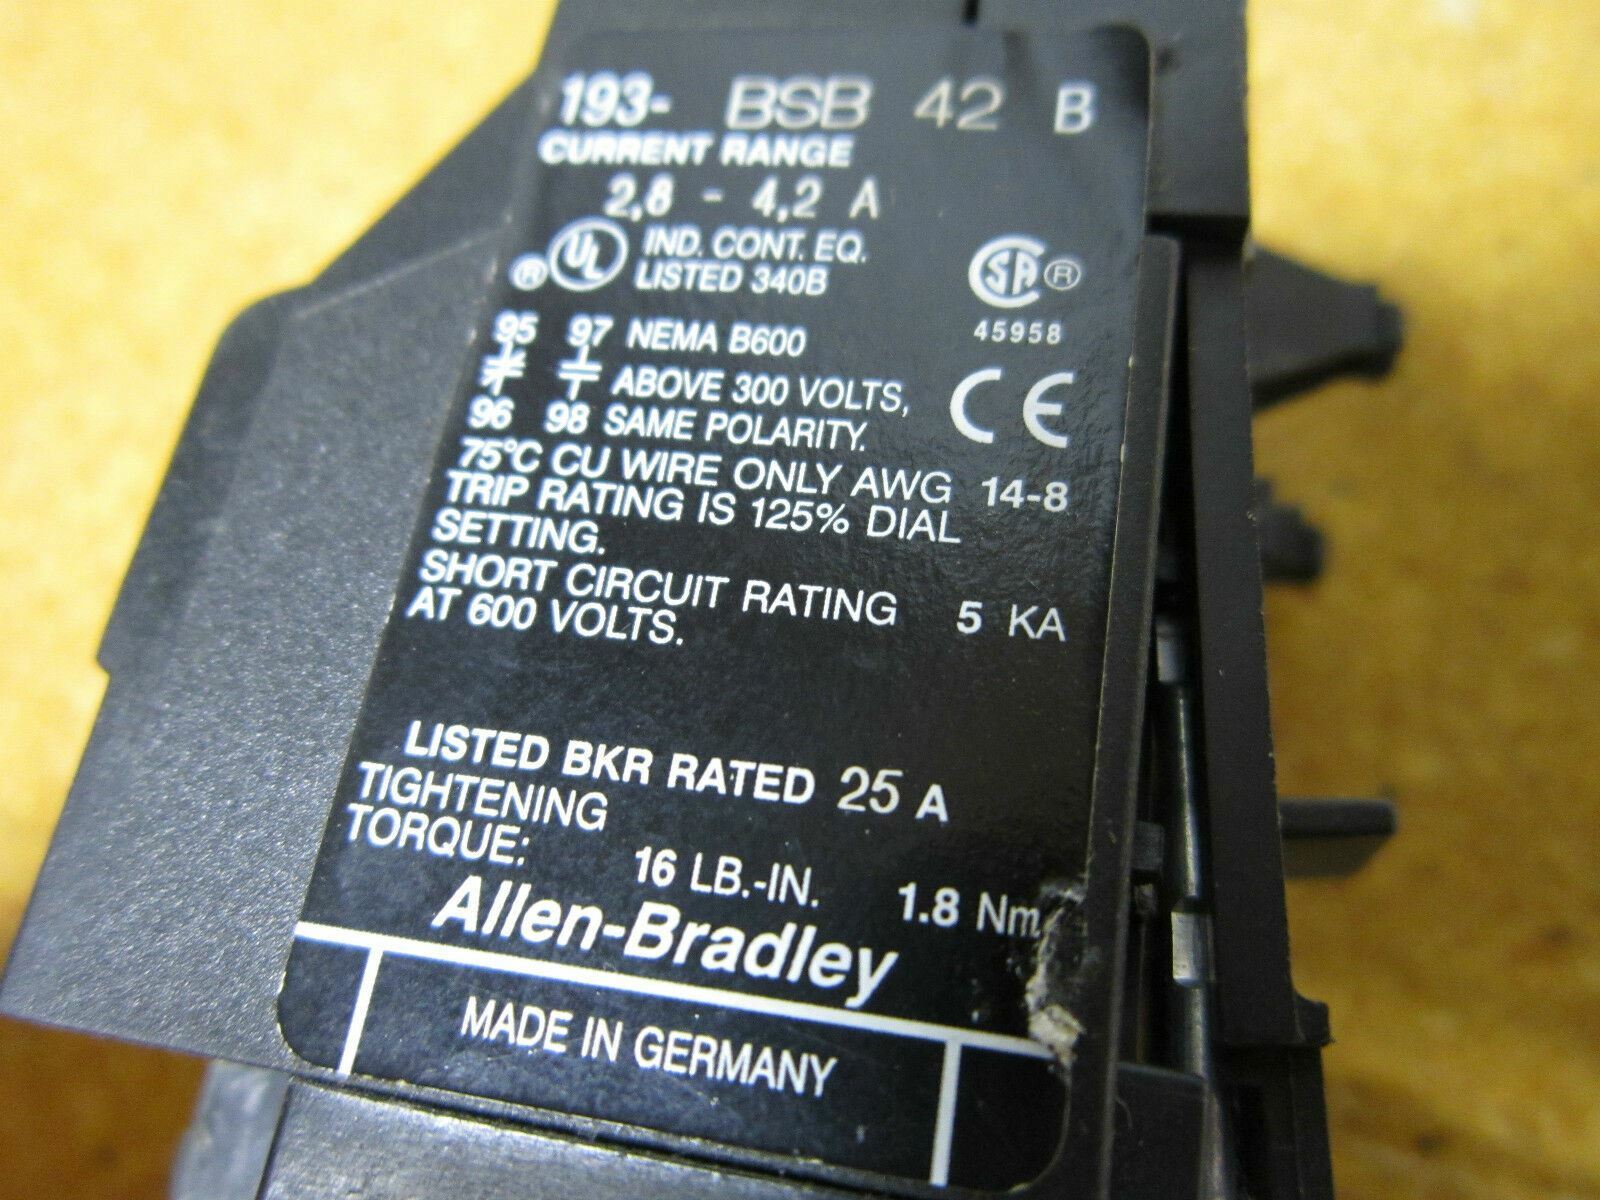 193- BSB 42 B
CURRENT RANGE
2,8 - 4,2 A
® UL IND. CONT. EQ.
LISTED 340B
CSA ®
45958
95 97 NEMA B600
ABOVE 300 VOLTS,
96 98 SAME POLARITY.
CE
75°C CU WIRE ONLY AWG 14-8
TRIP RATING IS 125% DIAL
SETTING.
SHORT CIRCUIT RATING 5 KA
AT 600 VOLTS.
LISTED BKR RATED 25 A
TIGHTENING
TORQUE: 16 LB.-IN. 1.8 Nm
Allen-Bradley
MADE IN GERMANY